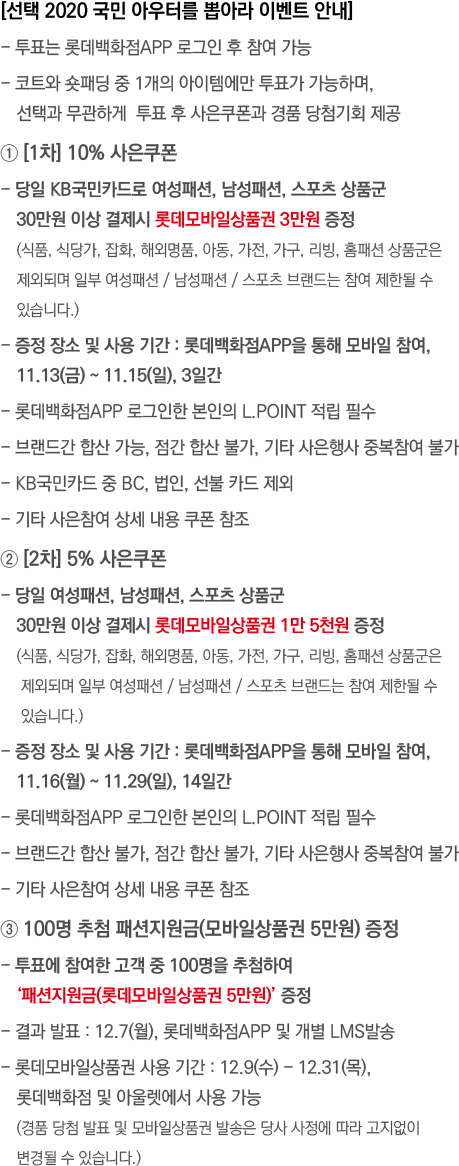 [선택 2020 국민 아우터를 뽑아라 이벤트 안내]
- 투표는 롯데백화점APP 로그인 후 참여 가능
- 코트와 숏패딩 중 1개의 아이템에만 투표가 가능하며,
선택과 무관하게 투표 후 사은쿠폰과 경품 당첨기회 제공
① [1차] 10% 사은쿠폰
- 당일 KB국민카드로 여성패션, 남성패션, 스포츠 상품군
30만원 이상 결제시 롯데모바일상품권 3만원 증정
(식품, 식당가, 잡화, 해외명품, 아동, 가전, 가구, 리빙, 홈패션 상품군은
제외되며 일부 여성패션 / 남성패션 / 스포츠 브랜드는 참여 제한될 수
있습니다.)
- 증정 장소 및 사용 기간 : 롯데백화점APP을 통해 모바일 참여,
11.13(금) ~ 11.15(일), 3일간
- 롯데백화점APP 로그인한 본인의 L.POINT 적립 필수
- 브랜드간 합산 가능, 점간 합산 불가, 기타 사은행사 중복참여 불가
- KB국민카드 중 BC, 법인, 선불 카드 제외
- 기타 사은참여 상세 내용 쿠폰 참조
② [2차] 5% 사은쿠폰
- 당일 여성패션, 남성패션, 스포츠 상품군
30만원 이상 결제시 롯데모바일상품권 1만 5천원 증정
(식품, 식당가, 잡화, 해외명품, 아동, 가전, 가구, 리빙, 홈패션 상품군은
제외되며 일부 여성패션 / 남성패션 / 스포츠 브랜드는 참여 제한될 수
있습니다.)
- 증정 장소 및 사용 기간 : 롯데백화점APP을 통해 모바일 참여,
11.16(월) ~ 11.29(일), 14일간
- 롯데백화점APP 로그인한 본인의 L.POINT 적립 필수
- 브랜드간 합산 불가, 점간 합산 불가, 기타 사은행사 중복참여 불가
- 기타 사은참여 상세 내용 쿠폰 참조
③ 100명 추첨 패션지원금(모바일상품권 5만원) 증정
- 투표에 참여한 고객 중 100명을 추첨하여
‘패션지원금(롯데모바일상품권 5만원)’ 증정
- 결과 발표 : 12.7(월), 롯데백화점APP 및 개별 LMS발송
- 롯데모바일상품권 사용 기간 : 12.9(수) - 12.31(목),
롯데백화점 및 아울렛에서 사용 가능
(경품 당첨 발표 및 모바일상품권 발송은 당사 사정에 따라 고지없이
변경될 수 있습니다.)